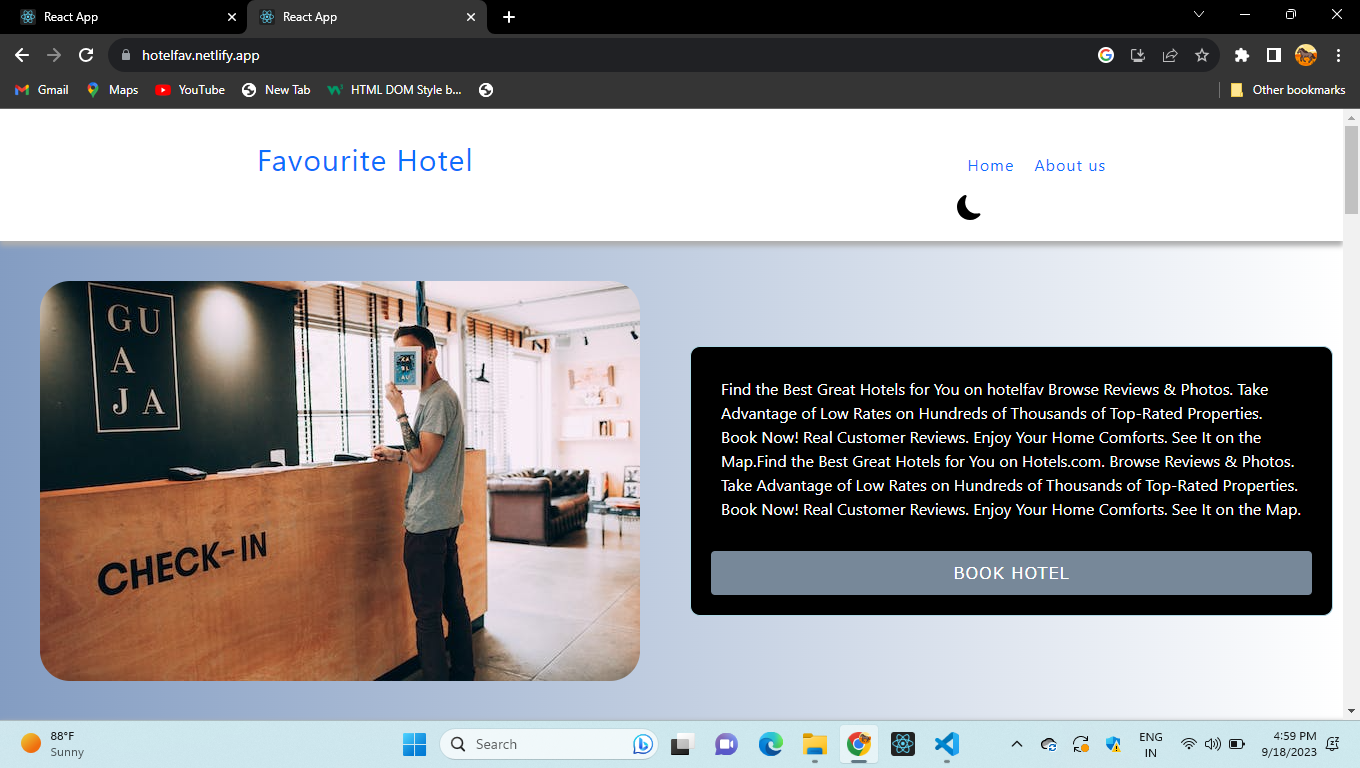 React App
React App
hotelfav.netlify.app
Gmail
Maps
YouTube
New Tab
HTML DOM Style b...
Other bookmarks
Favourite Hotel
Home
About us
GU
A
JA
CHECK-IN
Find the Best Great Hotels for You on hotelfav Browse Reviews & Photos. Take
Advantage of Low Rates on Hundreds of Thousands of Top-Rated Properties.
Book Now! Real Customer Reviews. Enjoy Your Home Comforts. See It on the
Map.Find the Best Great Hotels for You on Hotels.com. Browse Reviews & Photos.
Take Advantage of Low Rates on Hundreds of Thousands of Top-Rated Properties.
Book Now! Real Customer Reviews. Enjoy Your Home Comforts. See It on the Map.
BOOK HOTEL
88°F
Sunny
Search
ENG
IN
4:59 PM
9/18/2023